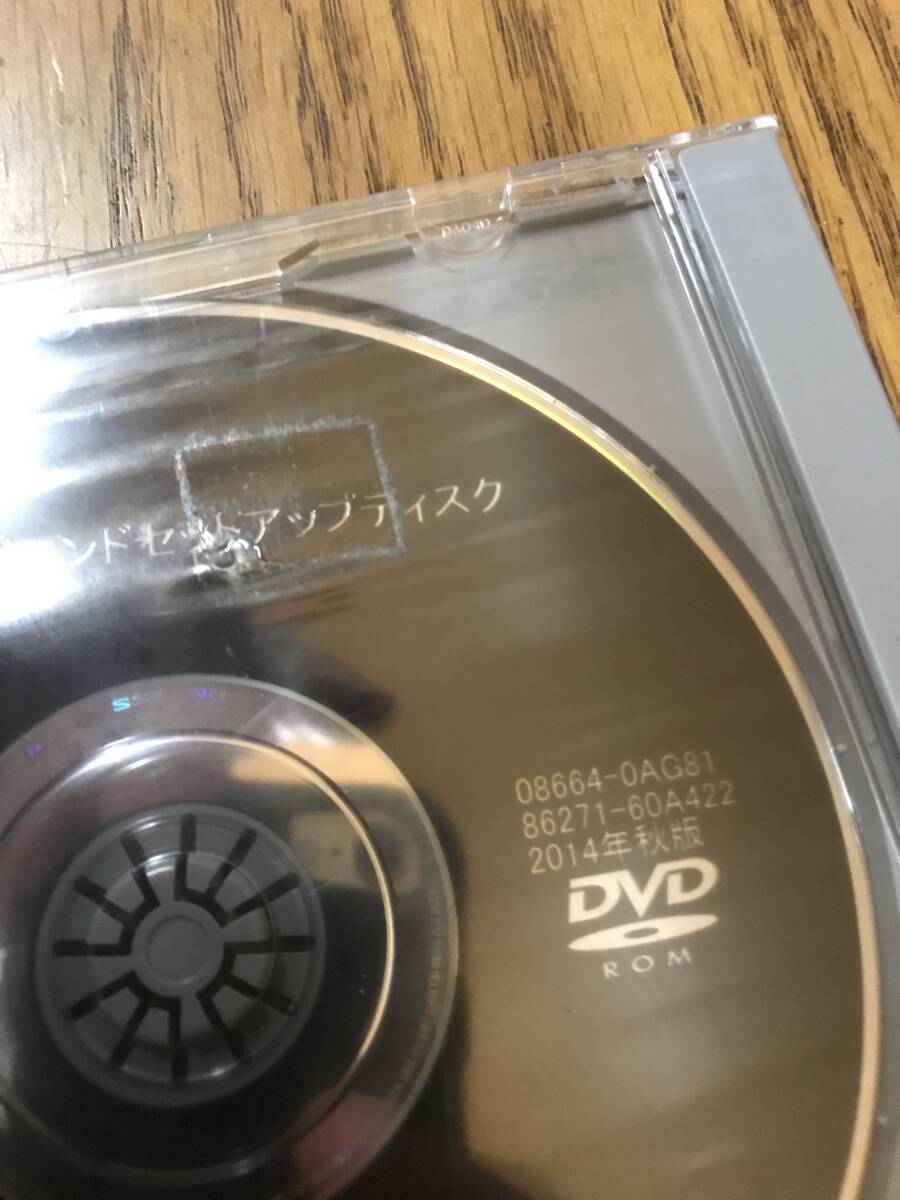 ンドセットアップディスク
08664-0AG81
86271-60A422
2014年秋版
DVD
ROM